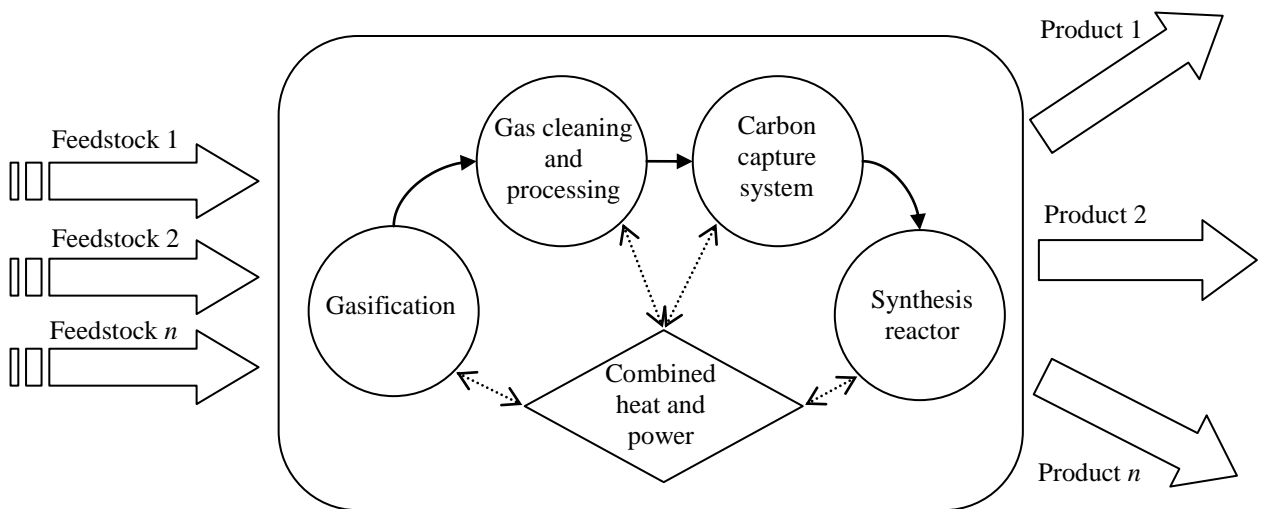 Feedstock 1
Feedstock 2
Feedstock n
Gasification
Gas cleaning
and
processing
Carbon
capture
system
Synthesis
reactor
Combined
heat and
power
Product 1
Product 2
Product n